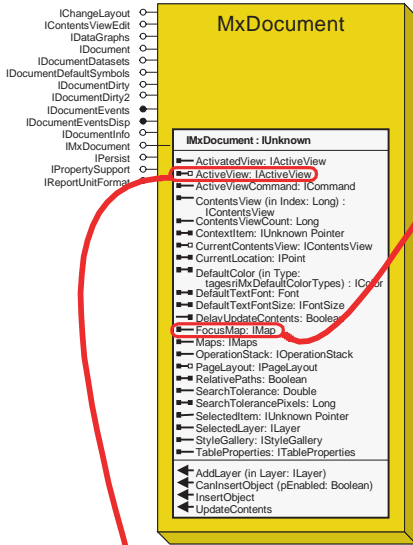 IChangeLayout
IContentsViewEdit
IDataGraphs
IDocument
IDocumentDatasets
IDocumentDefaultSymbols
IDocumentDirty
IDocumentDirty2
IDocumentEvents
IDocumentEventsDisp
IDocumentInfo
IMxDocument
IPersist
IPropertySupport
IReportUnitFormat
MxDocument
IMxDocument : IUnknown
ActivatedView: IActiveView
ActiveView: IActiveView
ActiveViewCommand: ICommand
ContentsView (in Index: Long) :
IContentsView
ContentsViewCount: Long
ContextItem: IUnknown Pointer
CurrentContentsView: IContentsView
CurrentLocation: IPoint
DefaultColor (in Type:
tagesriMxDefaultColorTypes) : IColor
DefaultTextFont: Font
DefaultTextFontSize: IFontSize
DelayUpdateContents: Boolean
FocusMap: IMap
Maps: IMaps
OperationStack: IOperationStack
PageLayout: IPageLayout
RelativePaths: Boolean
SearchTolerance: Double
SearchTolerancePixels: Long
SelectedItem: IUnknown Pointer
SelectedLayer: ILayer
StyleGallery: IStyleGallery
TableProperties: ITableProperties
AddLayer (in Layer: ILayer)
CanInsertObject (pEnabled: Boolean)
InsertObject
UpdateContents